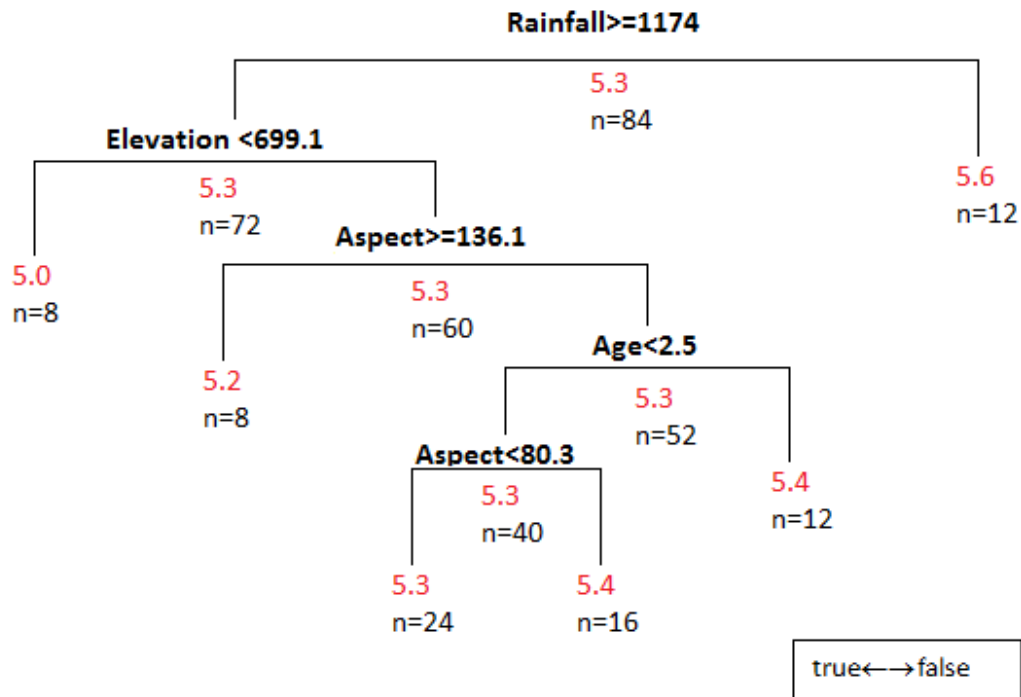 Rainfall>=1174
5.3
n=84
Elevation <699.1
5.3
n=72
5.6
n=12
Aspect>=136.1
5.0
n=8
5.3
n=60
Age<2.5
5.2
n=8
5.3
n=52
Aspect<80.3
5.3
n=40
5.4
n=12
5.3
n=24
5.4
n=16
true←→false